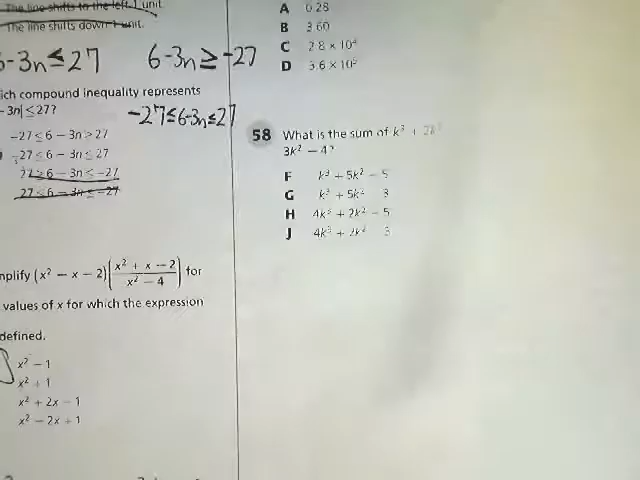 The line shifts to the left 1 unit.
The line shifts down 1 unit.
6-3n≤27 6-3n≥-27
ich compound inequality represents
- 3n|≤27?
-27≤6-3n≤27
-27 ≤ 6 - 3n > 27
-27 ≤ 6 - 3n ≤ 27
27 > 6 - 3n < -27
27 ≤ 6 - 3n ≤ -27
nplify (x² - x - 2)(x² + x - 2 / x² - 4) for
values of x for which the expression
defined.
x² - 1
x² + 1
x² + 2x - 1
x² - 2x + 1
A 0.28
B 3.60
C 2.8 × 10⁴
D 3.6 × 10⁵
58 What is the sum of k³ + 2k²
3k² - 4?
F k³ + 5k² - 5
G k³ + 5k² 3
H 4k³ + 2k² - 5
J 4k³ + 2k² 3